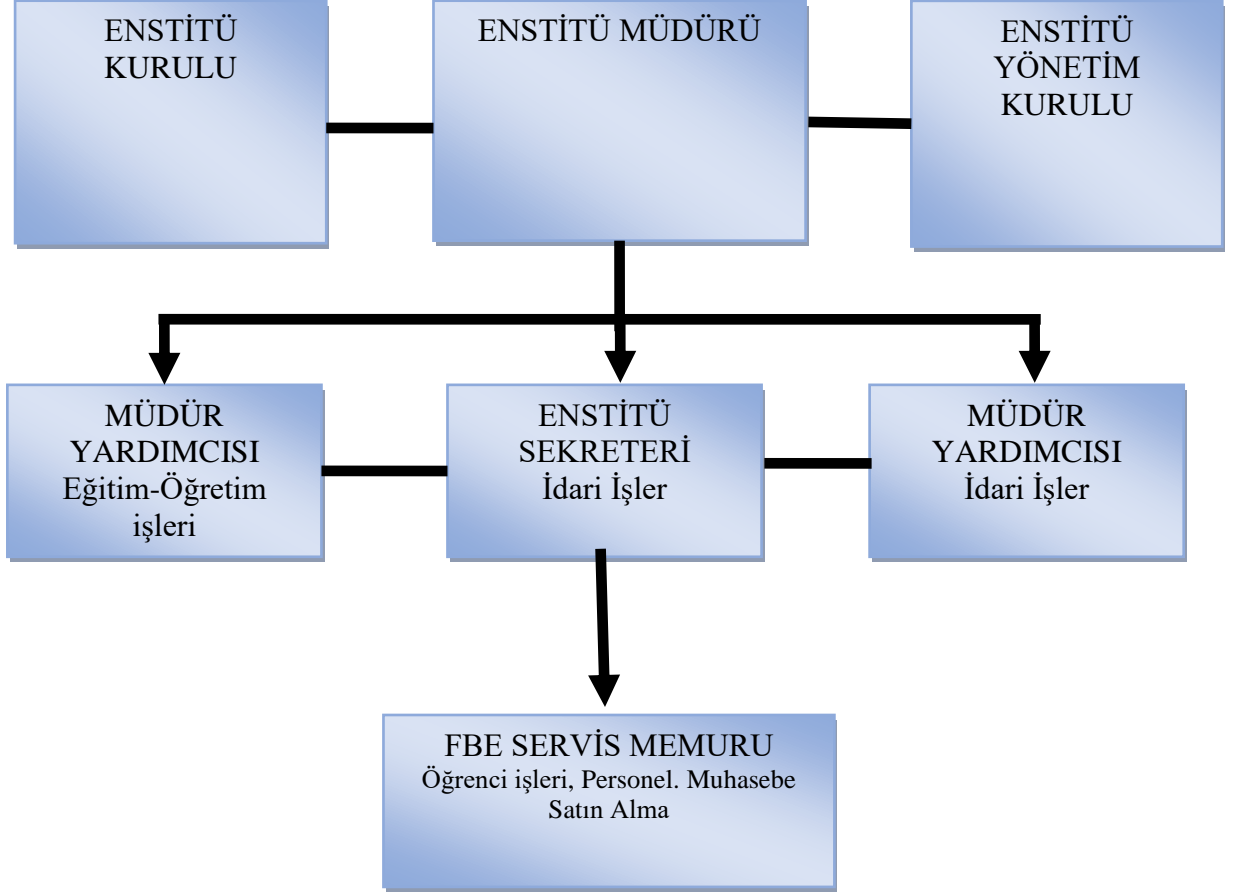 ENSTİTÜ
KURULU
ENSTİTÜ MÜDÜRÜ
ENSTİTÜ
YÖNETİM
KURULU
MÜDÜR
YARDIMCISI
Eğitim-Öğretim
işleri
ENSTİTÜ
SEKRETERİ
İdari İşler
MÜDÜR
YARDIMCISI
İdari İşler
FBE SERVİS MEMURU
Öğrenci işleri, Personel. Muhasebe
Satın Alma